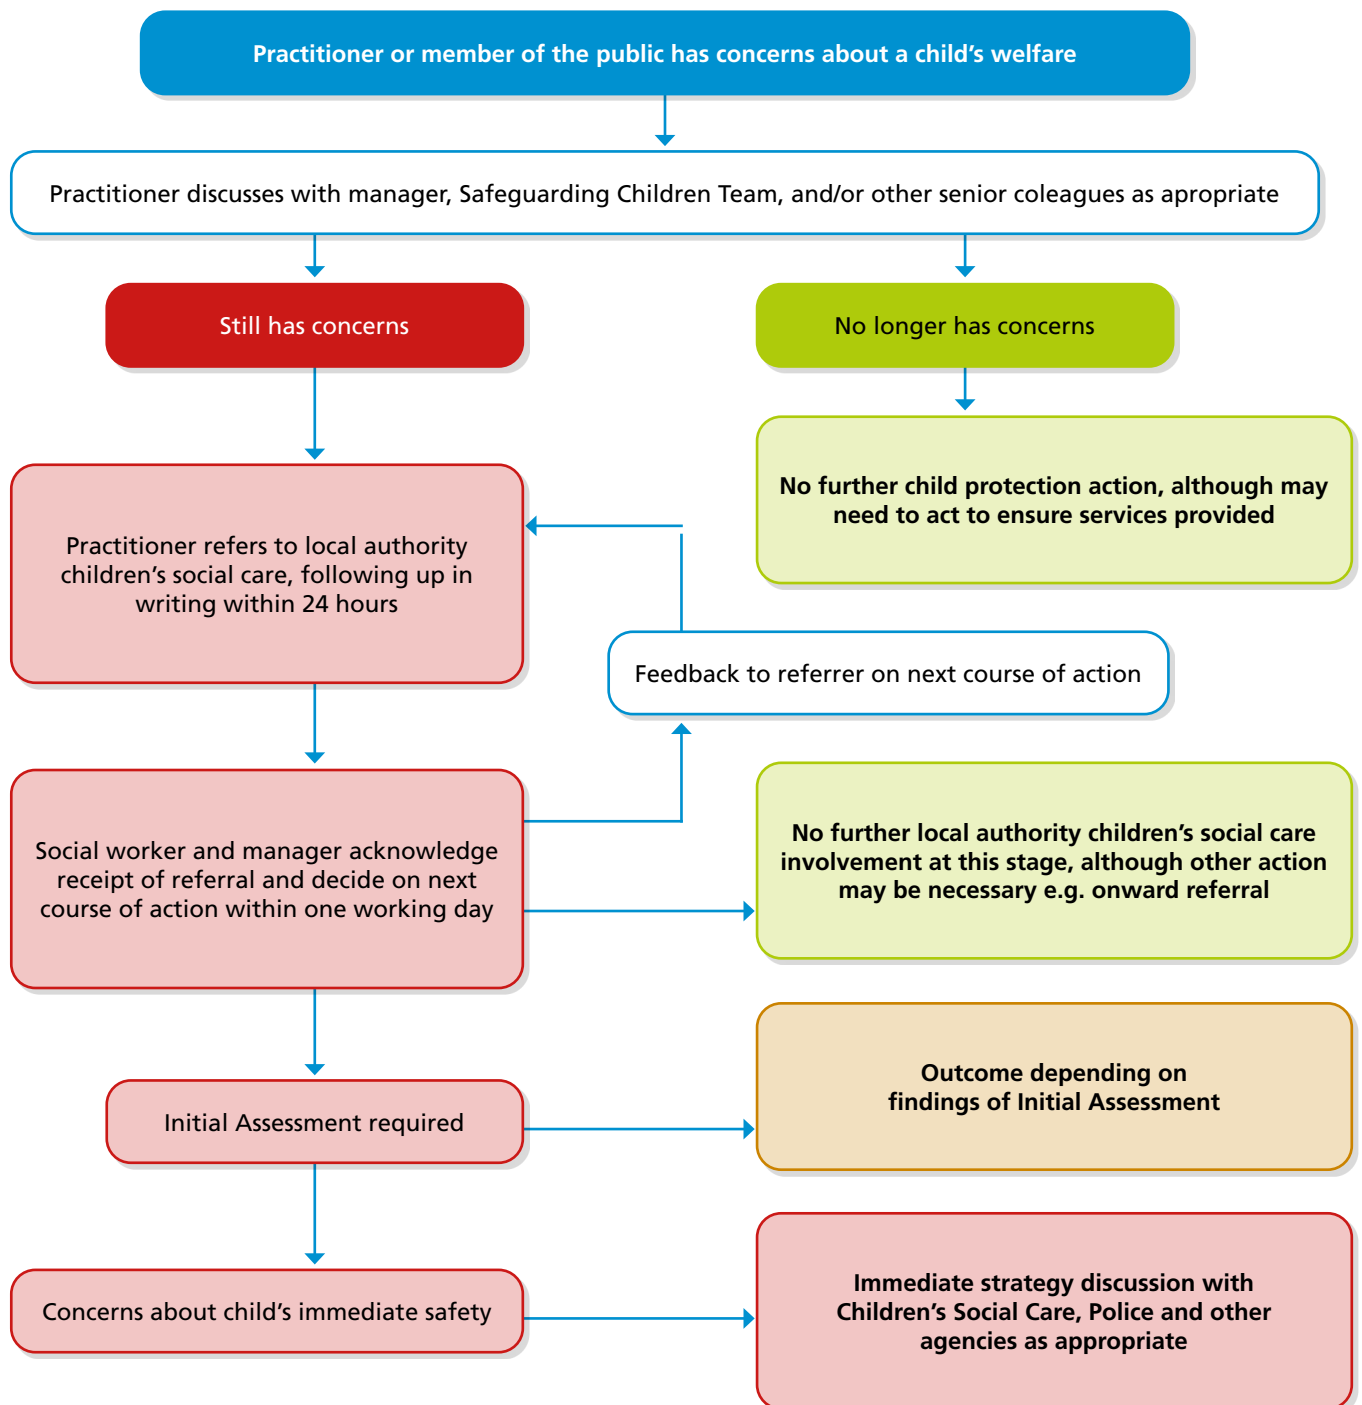 Practitioner or member of the public has concerns about a child’s welfare
Practitioner discusses with manager, Safeguarding Children Team, and/or other senior coleagues as apropriate
Still has concerns
No longer has concerns
No further child protection action, although may
need to act to ensure services provided
Practitioner refers to local authority
children’s social care, following up in
writing within 24 hours
Feedback to referrer on next course of action
Social worker and manager acknowledge
receipt of referral and decide on next
course of action within one working day
No further local authority children’s social care
involvement at this stage, although other action
may be necessary e.g. onward referral
Initial Assessment required
Outcome depending on
findings of Initial Assessment
Concerns about child’s immediate safety
Immediate strategy discussion with
Children’s Social Care, Police and other
agencies as appropriate